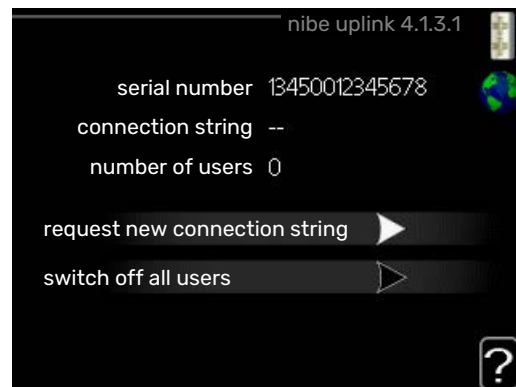 nibe uplink 4.1.3.1
serial number 13450012345678
connection string --
number of users 0
request new connection string
switch off all users
?